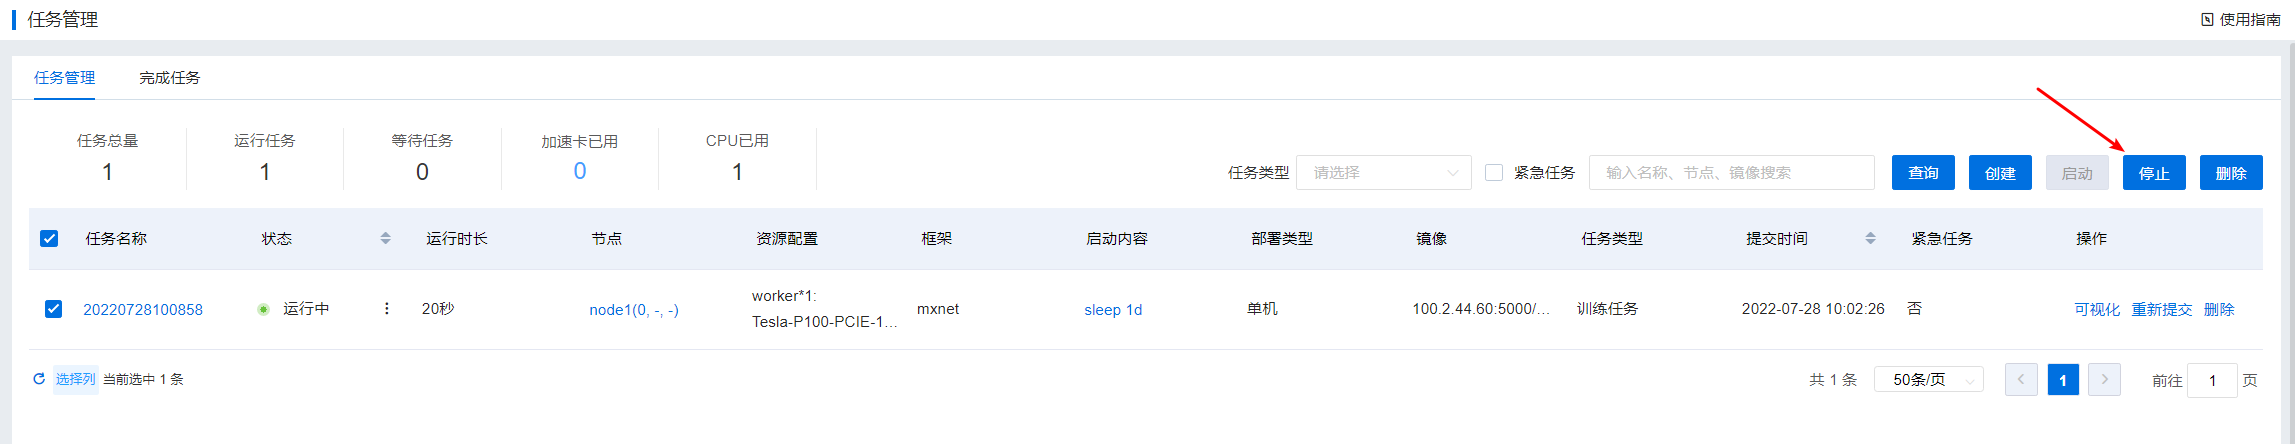 任务管理
使用指南
任务管理 完成任务
任务总量 运行任务 等待任务 加速卡已用 CPU已用
1 1 0 0 1
任务类型 请选择 紧急任务 输入名称、节点、镜像搜索 查询 创建 启动 停止 删除
任务名称 状态 运行时长 节点 资源配置 框架 启动内容 部署类型 镜像 任务类型 提交时间 紧急任务 操作
20220728100858 运行中 20秒 node1(0, -, -) worker*1: mxnet sleep 1d 单机 100.2.44.60:5000/... 训练任务 2022-07-28 10:02:26 否 可视化 重新提交 删除
Tesla-P100-PCIE-1...
选择列 当前选中 1 条 共 1 条 50条/页 1 前往 1 页